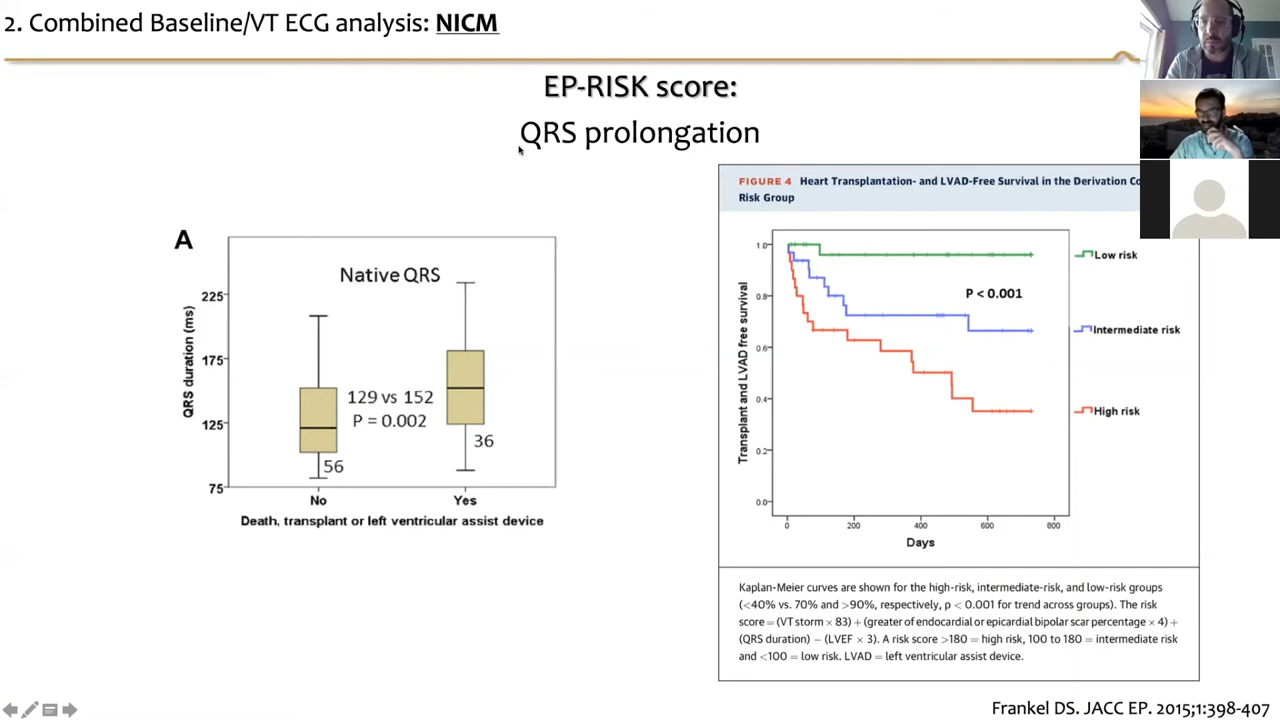 2. Combined Baseline/VT ECG analysis: NICM
EP-RISK score:
QRS prolongation
A
Native QRS
225
175
125
75
QRS duration (ms)
129 vs 152
P = 0.002
56
36
No
Yes
Death, transplant or left ventricular assist device
FIGURE 4 Heart Transplantation- and LVAD-Free Survival in the Derivation
Risk Group
1.0
0.8
0.6
0.4
0.2
0.0
Transplant and LVAD free survival
P < 0.001
Low risk
Intermediate risk
High risk
0
200
400
600
800
Days
Kaplan-Meier curves are shown for the high-risk, intermediate-risk, and low-risk groups
(<40% vs. 70% and >90%, respectively, p < 0.001 for trend across groups). The risk
score = (VT storm × 83) + (greater of endocardial or epicardial bipolar scar percentage × 4) +
(QRS duration) − (LVEF × 3). A risk score >180 = high risk, 100 to 180 = intermediate risk
and <100 = low risk. LVAD = left ventricular assist device.
Frankel DS. JACC EP. 2015;1:398-407